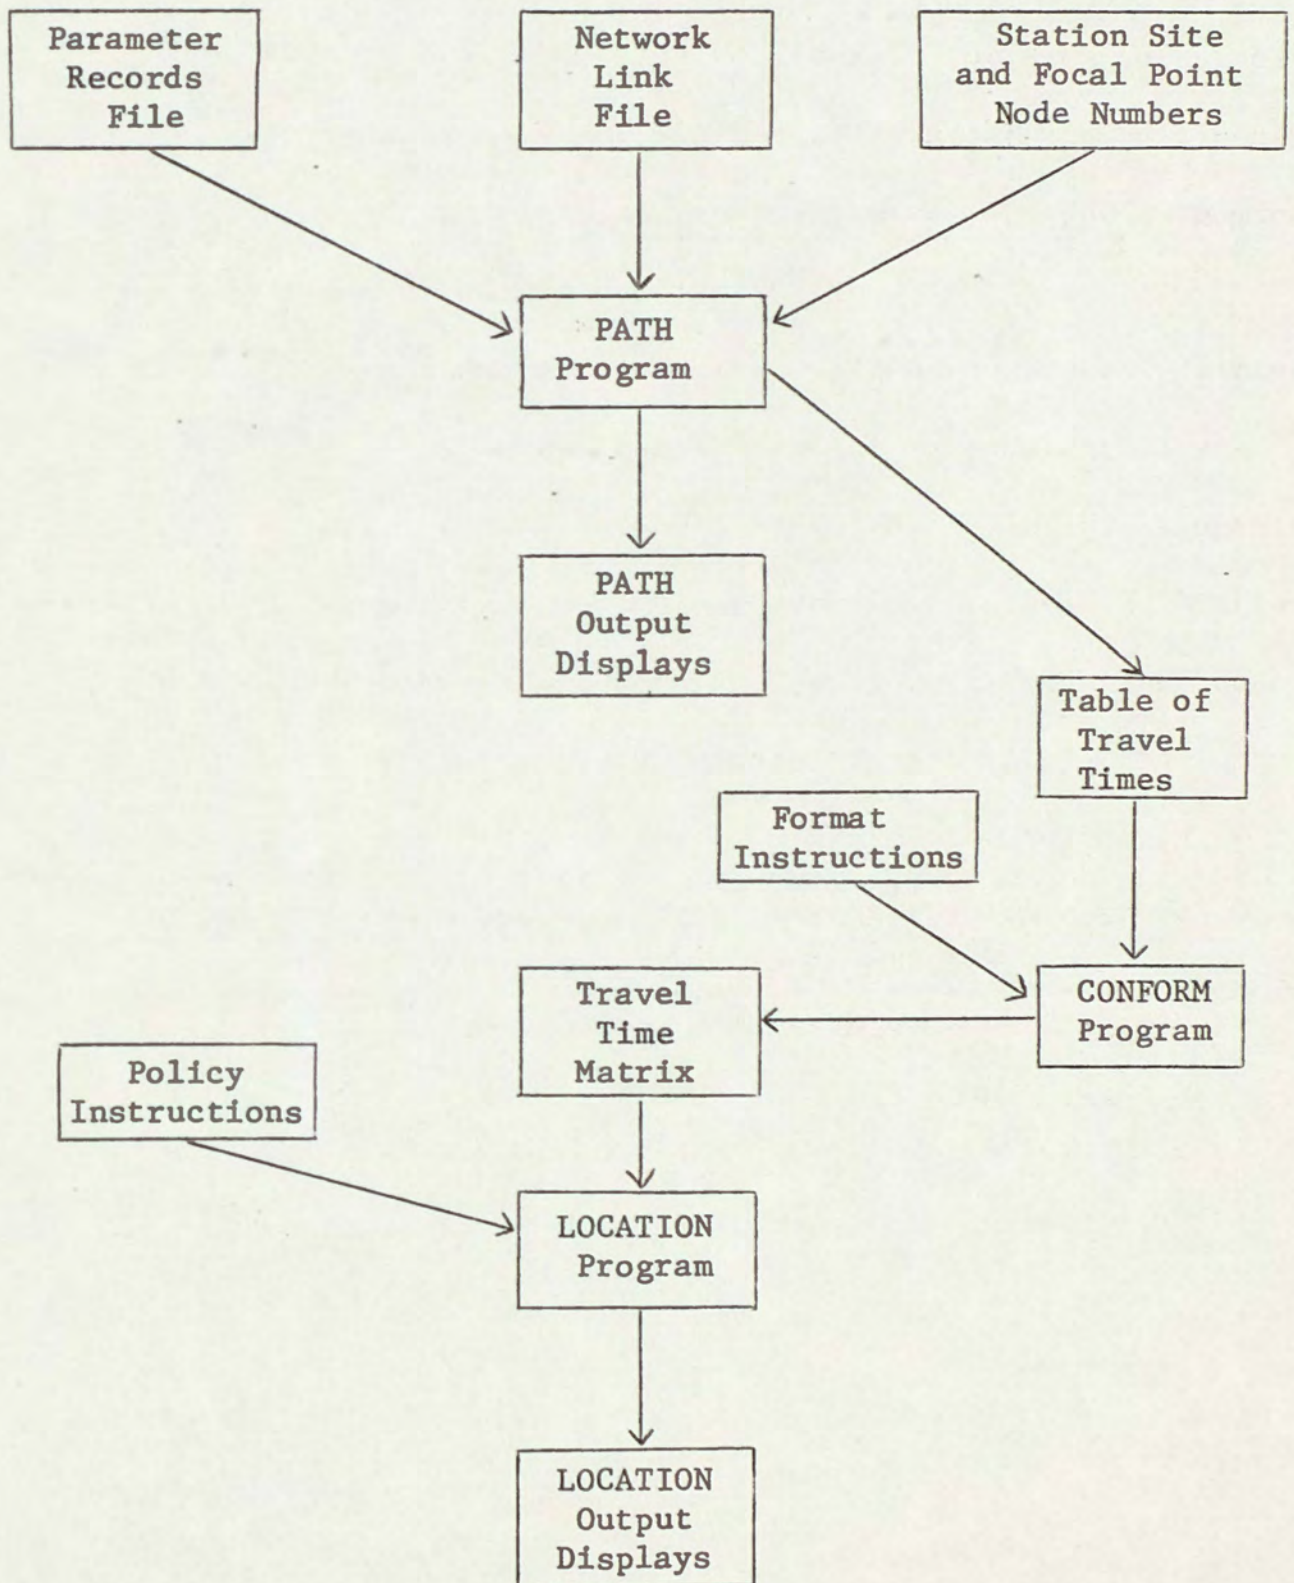 Parameter
Records
File
Network
Link
File
Station Site
and Focal Point
Node Numbers
PATH
Program
PATH
Output
Displays
Table of
Travel
Times
Format
Instructions
CONFORM
Program
Travel
Time
Matrix
Policy
Instructions
LOCATION
Program
LOCATION
Output
Displays